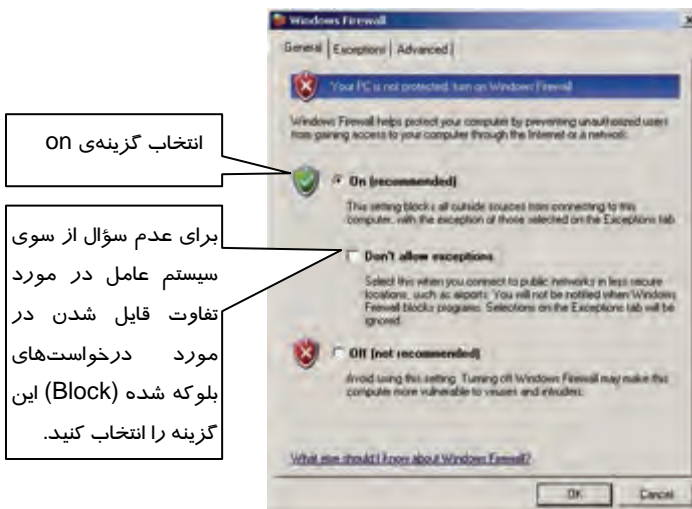 Windows Firewall
General
Exceptions
Advanced
Your PC is not protected: turn on Windows Firewall
Windows Firewall helps protect your computer by preventing unauthorized users
from gaining access to your computer through the Internet or a network.
انتخاب گزینه‌ی on
On (recommended)
This setting blocks all outside sources from connecting to this
computer, with the exception of those selected on the Exceptions tab.
برای عدم سؤال از سوی
سیستم عامل در مورد
تفاوت قایل شدن در
مورد درخواست‌های
بلوکه شده (Block) این
گزینه را انتخاب کنید.
Don't allow exceptions
Select this when you connect to public networks in less secure
locations, such as airports. You will not be notified when Windows
Firewall blocks programs. Selections on the Exceptions tab will be
ignored.
Off (not recommended)
Avoid using this setting. Turning off Windows Firewall may make this
computer more vulnerable to viruses and intruders.
What else should I know about Windows Firewall?
OK
Cancel